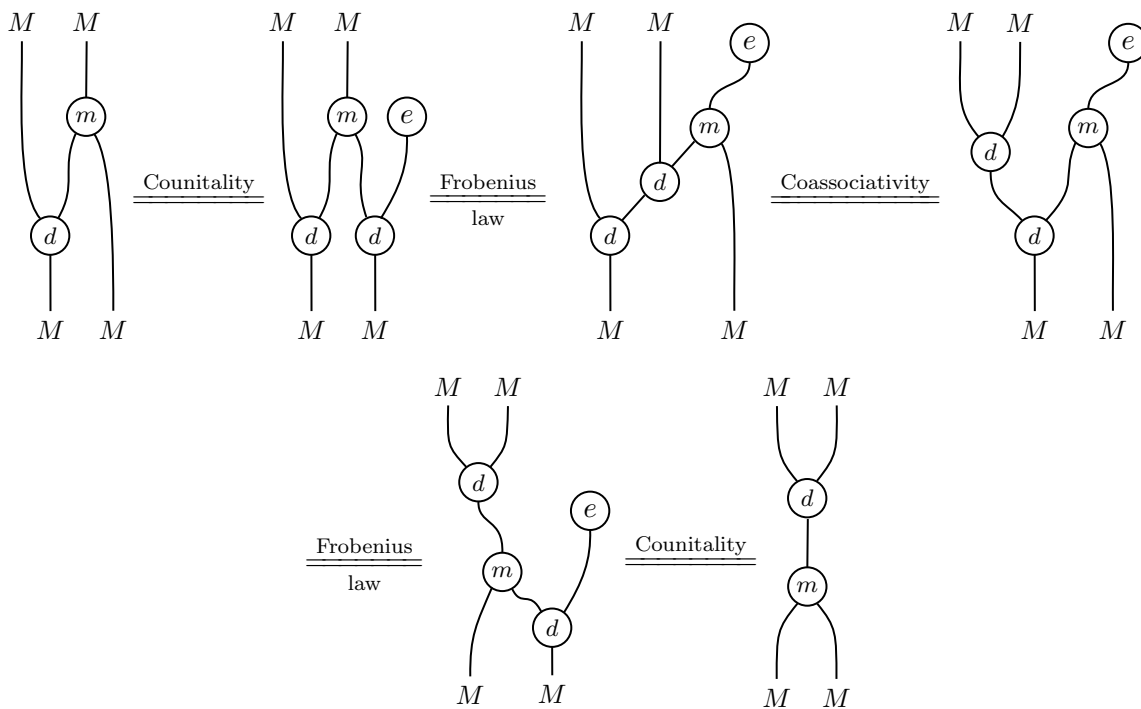 M M M M M M e M M e
m m e m d m
Counitality Frobenius law Coassociativity
d d d d d
M M M M M M M M
M M M M
d e d
Frobenius law m Counitality m
d
M M M M